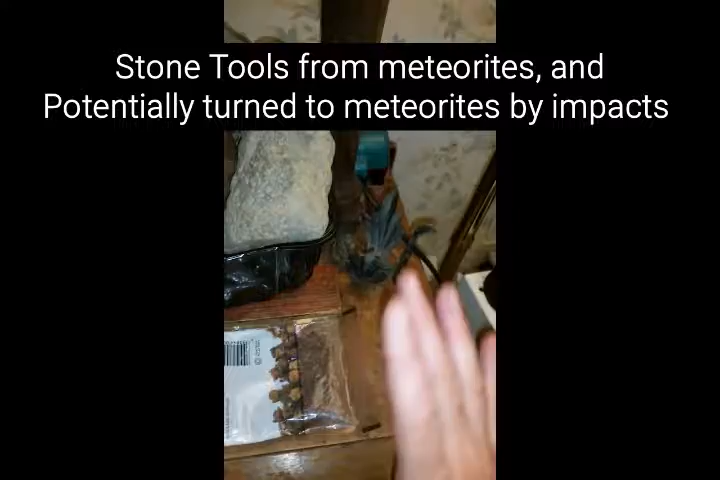 Stone Tools from meteorites, and
Potentially turned to meteorites by impacts